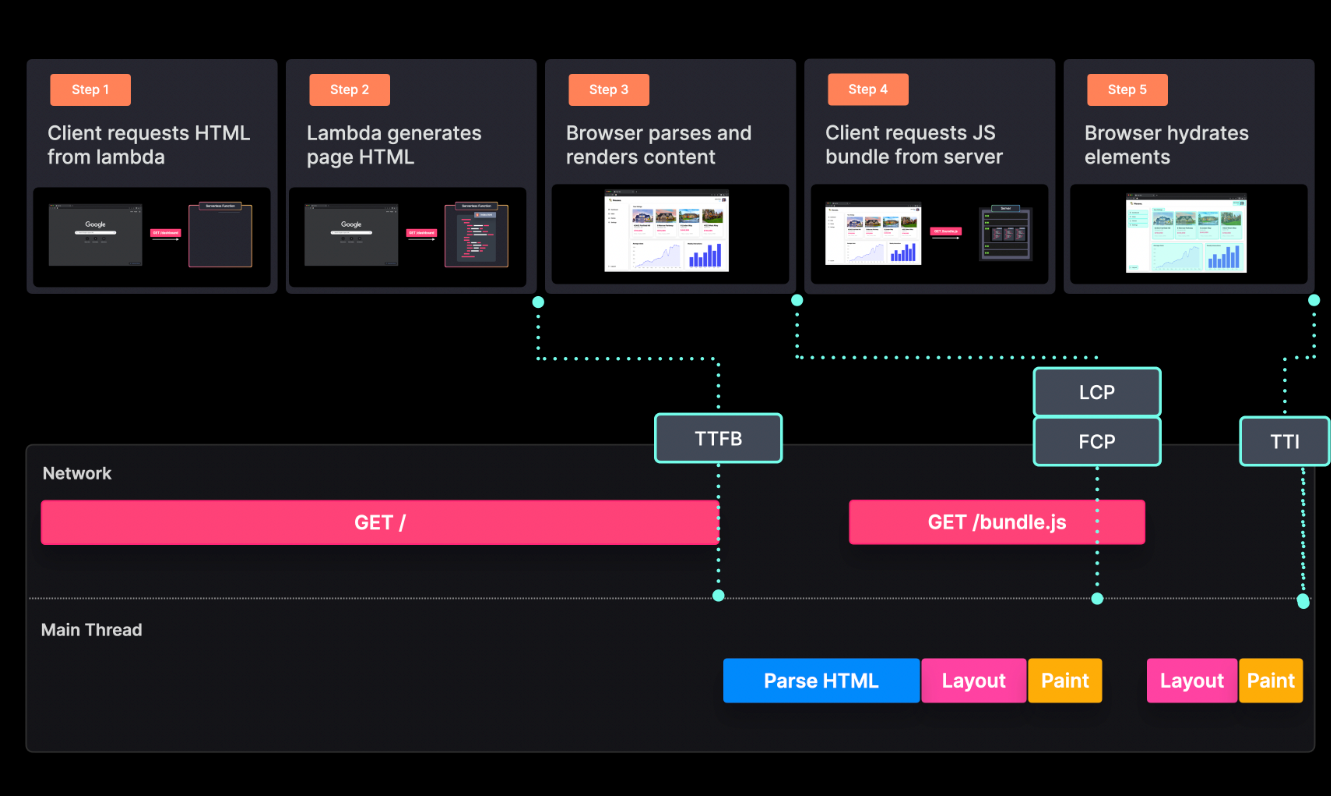 Step 1
Client requests HTML
from lambda
Step 2
Lambda generates
page HTML
Step 3
Browser parses and
renders content
Step 4
Client requests JS
bundle from server
Step 5
Browser hydrates
elements
Serverless Function
Google
GET /dashboard
Serverless Function
Google
GET /dashboard
Server
GET /bundle.js
LCP
TTFB
FCP
TTI
Network
GET /
GET /bundle.js
Main Thread
Parse HTML
Layout
Paint
Layout
Paint